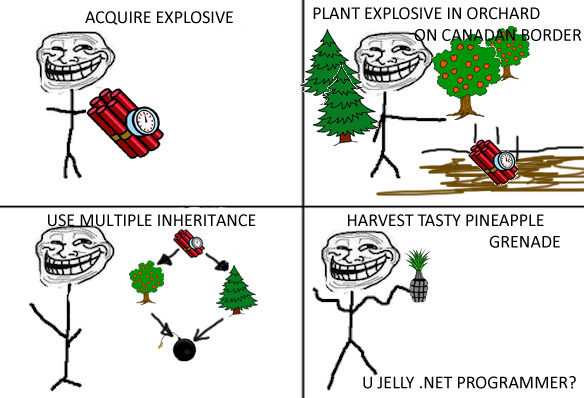 ACQUIRE EXPLOSIVE
PLANT EXPLOSIVE IN ORCHARD
ON CANADAN BORDER
USE MULTIPLE INHERITANCE
HARVEST TASTY PINEAPPLE
GRENADE
U JELLY .NET PROGRAMMER?